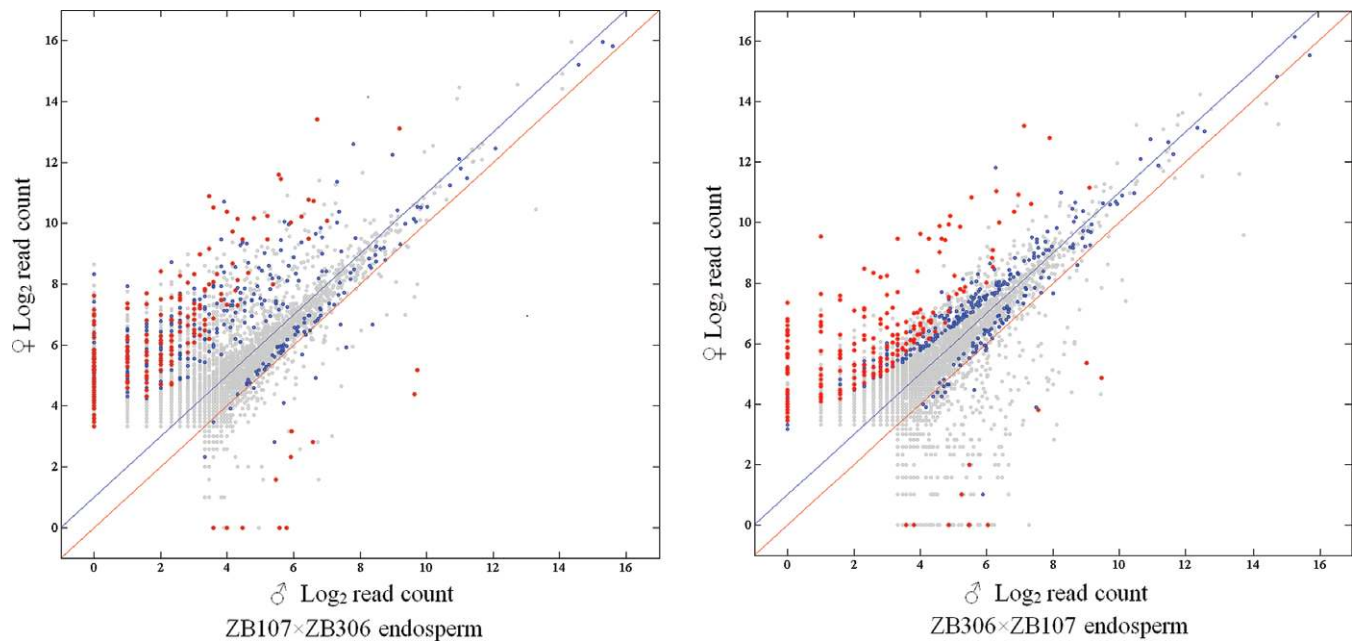 16
14
12
10
8
6
4
2
0
♀ Log₂ read count
0 2 4 6 8 10 12 14 16
♂ Log₂ read count
ZB107×ZB306 endosperm
16
14
12
10
8
6
4
2
0
♀ Log₂ read count
0 2 4 6 8 10 12 14 16
♂ Log₂ read count
ZB306×ZB107 endosperm